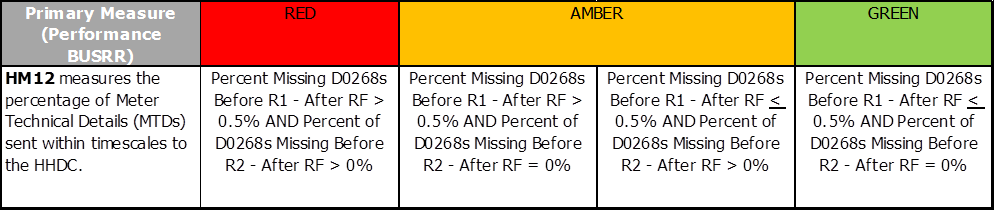 Primary Measure
(Performance
BUSRR)
RED
AMBER
GREEN
HM12 measures the
percentage of Meter
Technical Details (MTDs)
sent within timescales to
the HHDC.
Percent Missing D0268s
Before R1 - After RF >
0.5% AND Percent of
D0268s Missing Before
R2 - After RF > 0%
Percent Missing D0268s
Before R1 - After RF >
0.5% AND Percent of
D0268s Missing Before
R2 - After RF = 0%
Percent Missing D0268s
Before R1 - After RF <
0.5% AND Percent of
D0268s Missing Before
R2 - After RF > 0%
Percent Missing D0268s
Before R1 - After RF <
0.5% AND Percent of
D0268s Missing Before
R2 - After RF = 0%